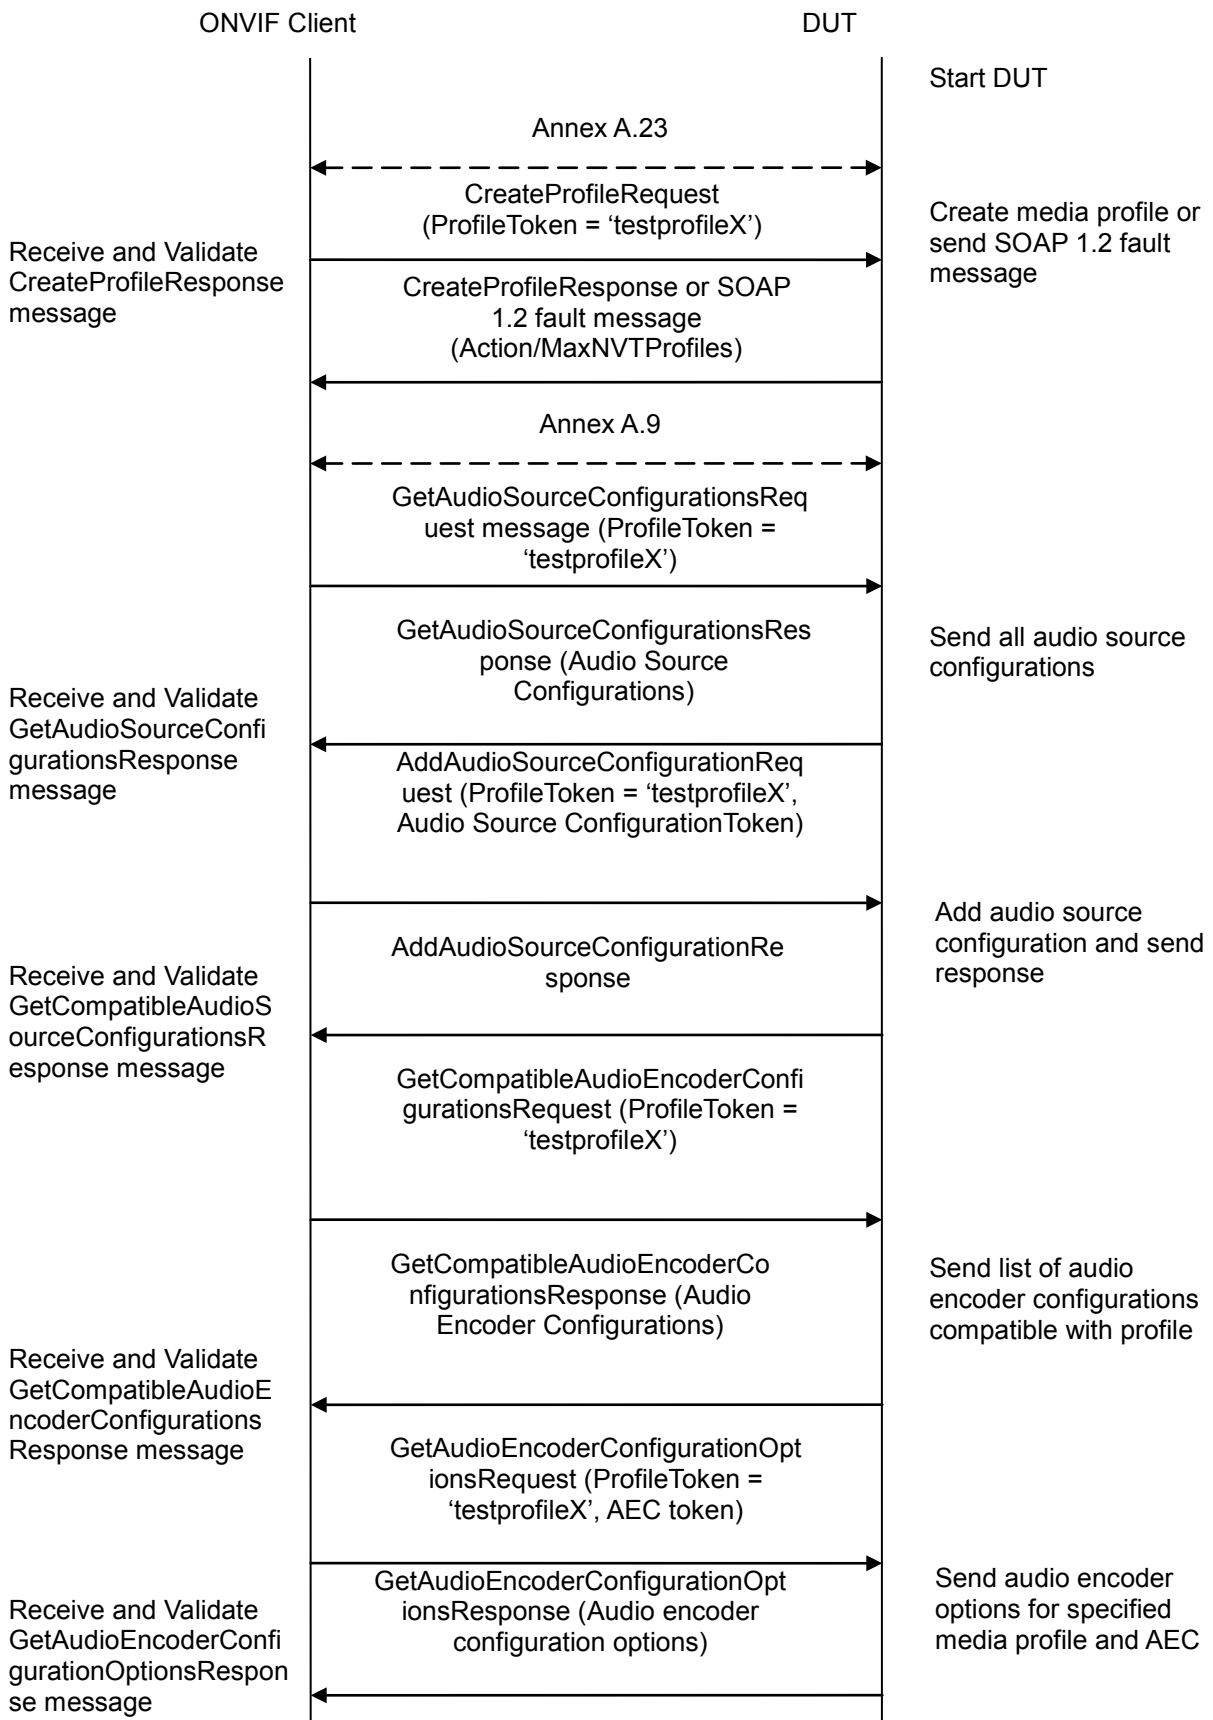 ONVIF Client
DUT
Start DUT
Annex A.23
CreateProfileRequest
(ProfileToken = ‘testprofileX’)
Create media profile or
send SOAP 1.2 fault
message
Receive and Validate
CreateProfileResponse
message
CreateProfileResponse or SOAP
1.2 fault message
(Action/MaxNVTProfiles)
Annex A.9
GetAudioSourceConfigurationsReq
uest message (ProfileToken =
‘testprofileX’)
GetAudioSourceConfigurationsRes
ponse (Audio Source
Configurations)
Send all audio source
configurations
Receive and Validate
GetAudioSourceConfi
gurationsResponse
message
AddAudioSourceConfigurationReq
uest (ProfileToken = ‘testprofileX’,
Audio Source ConfigurationToken)
Add audio source
configuration and send
response
AddAudioSourceConfigurationRe
sponse
Receive and Validate
GetCompatibleAudioS
ourceConfigurationsR
esponse message
GetCompatibleAudioEncoderConfi
gurationsRequest (ProfileToken =
‘testprofileX’)
GetCompatibleAudioEncoderCo
nfigurationsResponse (Audio
Encoder Configurations)
Send list of audio
encoder configurations
compatible with profile
Receive and Validate
GetCompatibleAudioE
ncoderConfigurations
Response message
GetAudioEncoderConfigurationOpt
ionsRequest (ProfileToken =
‘testprofileX’, AEC token)
GetAudioEncoderConfigurationOpt
ionsResponse (Audio encoder
configuration options)
Send audio encoder
options for specified
media profile and AEC
Receive and Validate
GetAudioEncoderConfi
gurationOptionsRespon
se message